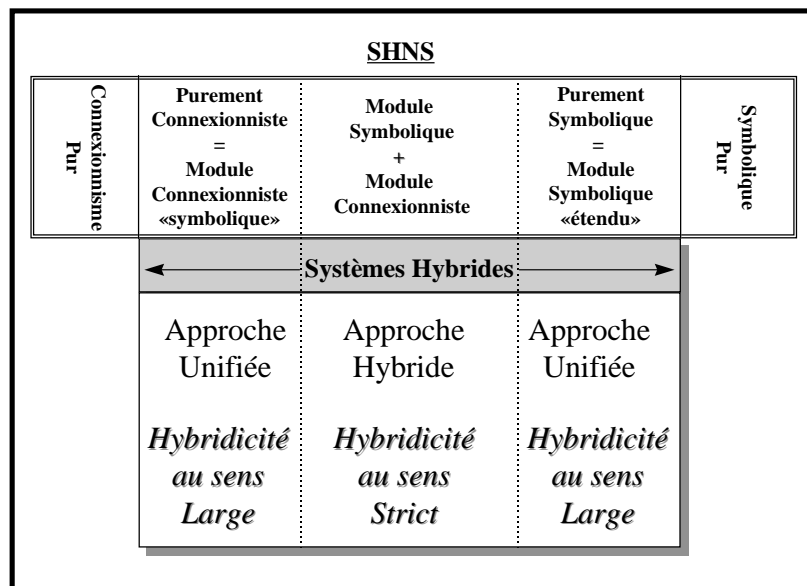 SHNS
Connexionnisme
Pur
Purement
Connexionniste
=
Module
Connexionniste
«symbolique»
Module
Symbolique
+
Module
Connexionniste
Purement
Symbolique
=
Module
Symbolique
«étendu»
Symbolique
Pur
Systèmes Hybrides
Approche
Unifiée
Hybridicité
au sens
Large
Approche
Hybride
Hybridicité
au sens
Strict
Approche
Unifiée
Hybridicité
au sens
Large